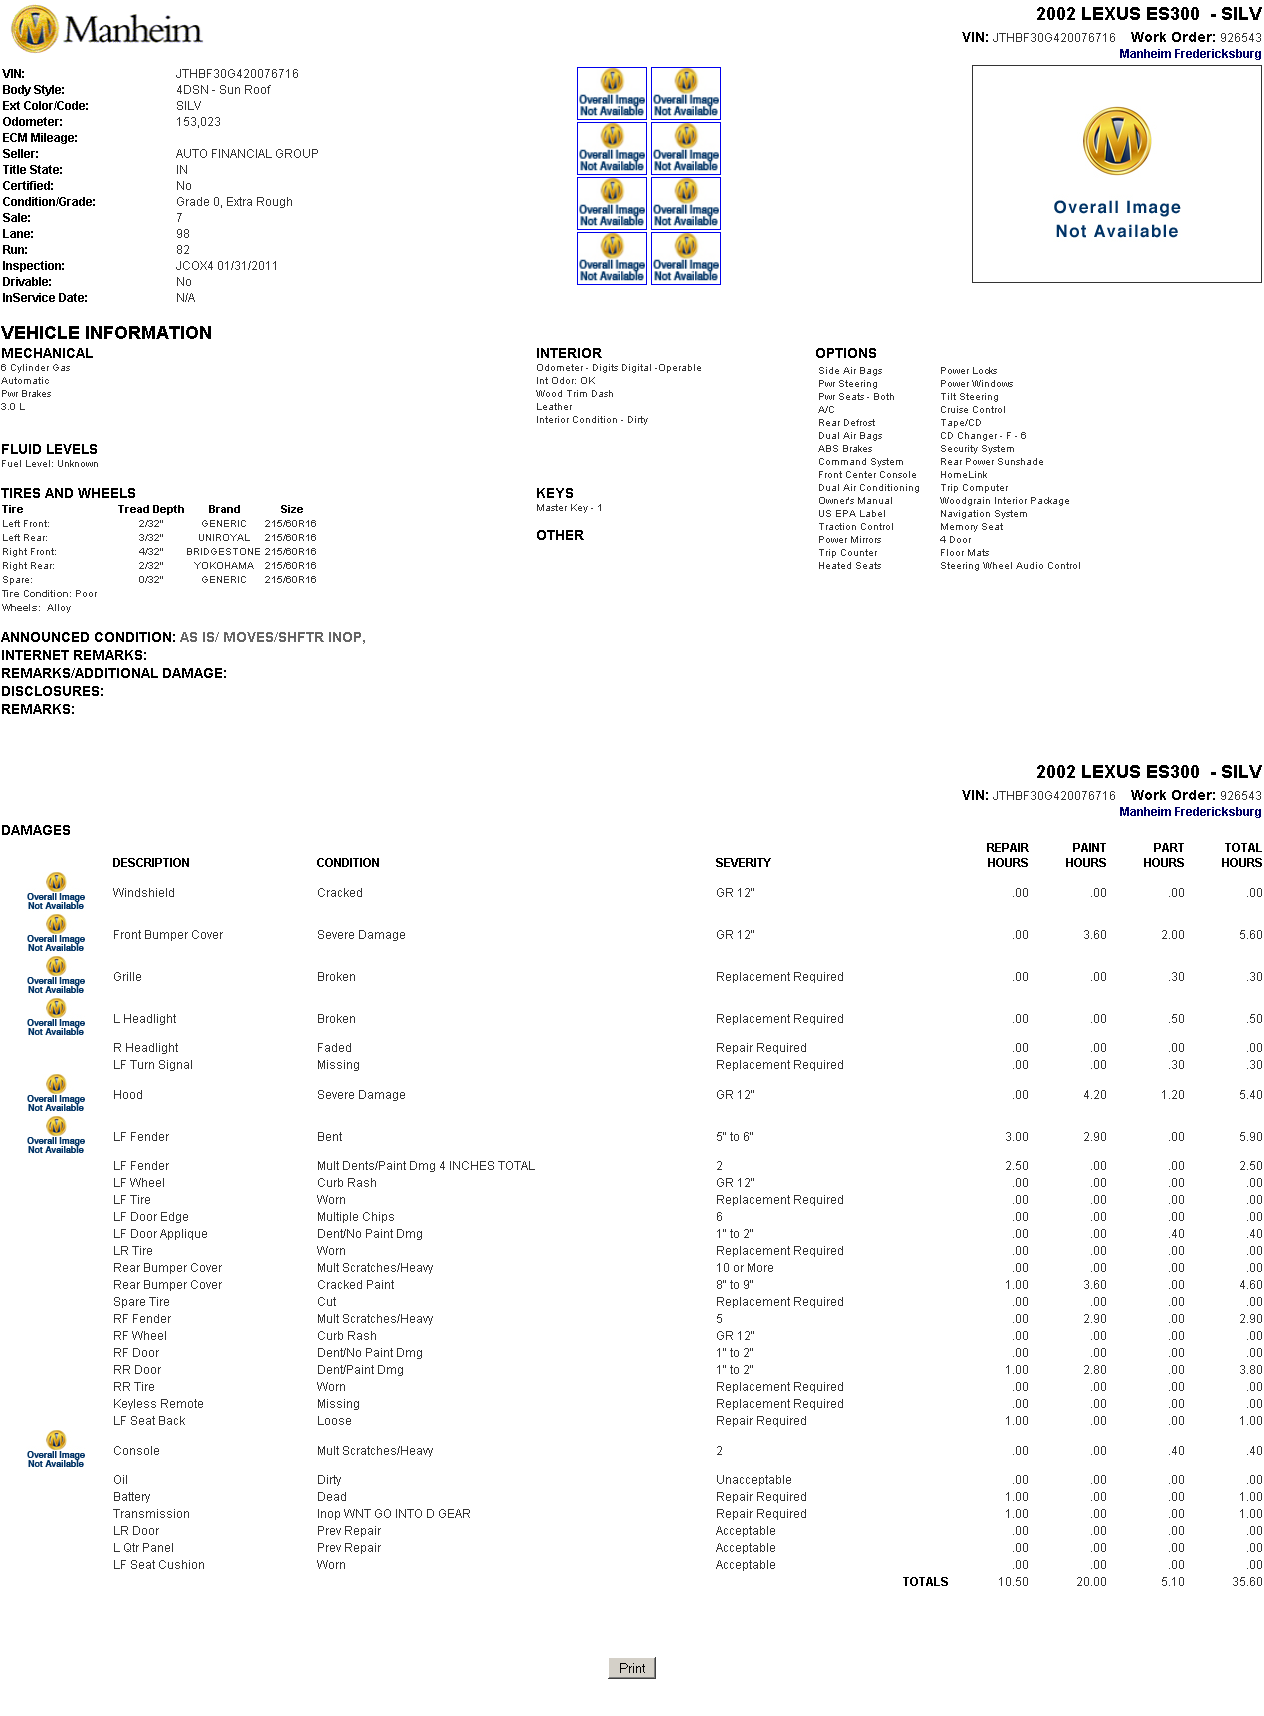 Manheim
2002 LEXUS ES300 - SILV
VIN: JTHBF30G420076716 Work Order: 926543
Manheim Fredericksburg
VIN: JTHBF30G420076716
Body Style: 4DSN - Sun Roof
Ext Color/Code: SILV
Odometer: 153,023
ECM Mileage:
Seller: AUTO FINANCIAL GROUP
Title State: IN
Certified: No
Condition/Grade: Grade 0, Extra Rough
Sale: 7
Lane: 98
Run: 82
Inspection: JCOX4 01/31/2011
Drivable: No
InService Date: N/A
Overall Image Overall Image
Not Available Not Available
Overall Image Overall Image
Not Available Not Available
Overall Image Overall Image
Not Available Not Available
Overall Image Overall Image
Not Available Not Available
Overall Image
Not Available
VEHICLE INFORMATION
MECHANICAL
6 Cylinder Gas
Automatic
Pwr Brakes
3.0 L
FLUID LEVELS
Fuel Level: Unknown
TIRES AND WHEELS
Tire Tread Depth Brand Size
Left Front: 2/32" GENERIC 215/60R16
Left Rear: 3/32" UNIROYAL 215/60R16
Right Front: 4/32" BRIDGESTONE 215/60R16
Right Rear: 2/32" YOKOHAMA 215/60R16
Spare: 0/32" GENERIC 215/60R16
Tire Condition: Poor
Wheels: Alloy
INTERIOR
Odometer - Digits Digital -Operable
Int Odor: OK
Wood Trim Dash
Leather
Interior Condition - Dirty
KEYS
Master Key - 1
OTHER
OPTIONS
Side Air Bags Power Locks
Pwr Steering Power Windows
Pwr Seats - Both Tilt Steering
A/C Cruise Control
Rear Defrost Tape/CD
Dual Air Bags CD Changer - F - 6
ABS Brakes Security System
Command System Rear Power Sunshade
Front Center Console HomeLink
Dual Air Conditioning Trip Computer
Owner's Manual Woodgrain Interior Package
US EPA Label Navigation System
Traction Control Memory Seat
Power Mirrors 4 Door
Trip Counter Floor Mats
Heated Seats Steering Wheel Audio Control
ANNOUNCED CONDITION: AS IS/ MOVES/SHFTR INOP,
INTERNET REMARKS:
REMARKS/ADDITIONAL DAMAGE:
DISCLOSURES:
REMARKS:
2002 LEXUS ES300 - SILV
VIN: JTHBF30G420076716 Work Order: 926543
Manheim Fredericksburg
DAMAGES
REPAIR PAINT PART TOTAL
DESCRIPTION CONDITION SEVERITY HOURS HOURS HOURS HOURS
Overall Image
Not Available
Windshield Cracked GR 12" .00 .00 .00 .00
Overall Image
Not Available
Front Bumper Cover Severe Damage GR 12" .00 3.60 2.00 5.60
Overall Image
Not Available
Grille Broken Replacement Required .00 .00 .30 .30
Overall Image
Not Available
L Headlight Broken Replacement Required .00 .00 .50 .50
R Headlight Faded Repair Required .00 .00 .00 .00
LF Turn Signal Missing Replacement Required .00 .00 .30 .30
Overall Image
Not Available
Hood Severe Damage GR 12" .00 4.20 1.20 5.40
Overall Image
Not Available
LF Fender Bent 5" to 6" 3.00 2.90 .00 5.90
LF Fender Mult Dents/Paint Dmg 4 INCHES TOTAL 2 2.50 .00 .00 2.50
LF Wheel Curb Rash GR 12" .00 .00 .00 .00
LF Tire Worn Replacement Required .00 .00 .00 .00
LF Door Edge Multiple Chips 6 .00 .00 .00 .00
LF Door Applique Dent/No Paint Dmg 1" to 2" .00 .00 .40 .40
LR Tire Worn Replacement Required .00 .00 .00 .00
Rear Bumper Cover Mult Scratches/Heavy 10 or More .00 .00 .00 .00
Rear Bumper Cover Cracked Paint 8" to 9" 1.00 3.60 .00 4.60
Spare Tire Cut Replacement Required .00 .00 .00 .00
RF Fender Mult Scratches/Heavy 5 .00 2.90 .00 2.90
RF Wheel Curb Rash GR 12" .00 .00 .00 .00
RF Door Dent/No Paint Dmg 1" to 2" .00 .00 .00 .00
RR Door Dent/Paint Dmg 1" to 2" 1.00 2.80 .00 3.80
RR Tire Worn Replacement Required .00 .00 .00 .00
Keyless Remote Missing Replacement Required .00 .00 .00 .00
LF Seat Back Loose Repair Required 1.00 .00 .00 1.00
Overall Image
Not Available
Console Mult Scratches/Heavy 2 .00 .00 .40 .40
Oil Dirty Unacceptable .00 .00 .00 .00
Battery Dead Repair Required 1.00 .00 .00 1.00
Transmission Inop WNT GO INTO D GEAR Repair Required 1.00 .00 .00 1.00
LR Door Prev Repair Acceptable .00 .00 .00 .00
L Qtr Panel Prev Repair Acceptable .00 .00 .00 .00
LF Seat Cushion Worn Acceptable .00 .00 .00 .00
TOTALS 10.50 20.00 5.10 35.60
Print